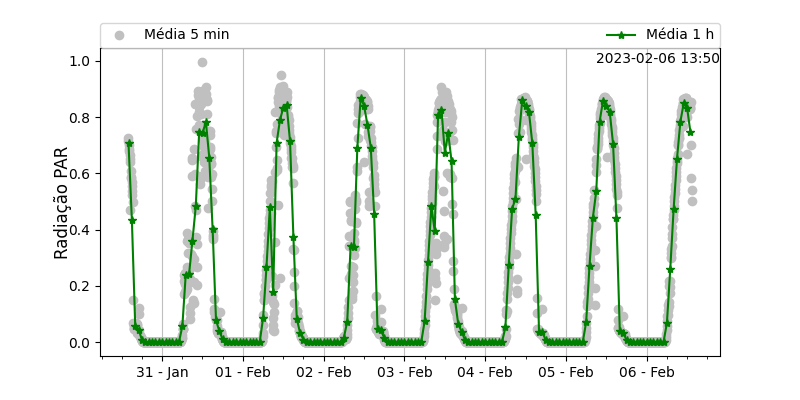 Média 5 min
Média 1 h
2023-02-06 13:50
Radiação PAR
1.0
0.8
0.6
0.4
0.2
0.0
31 - Jan
01 - Feb
02 - Feb
03 - Feb
04 - Feb
05 - Feb
06 - Feb